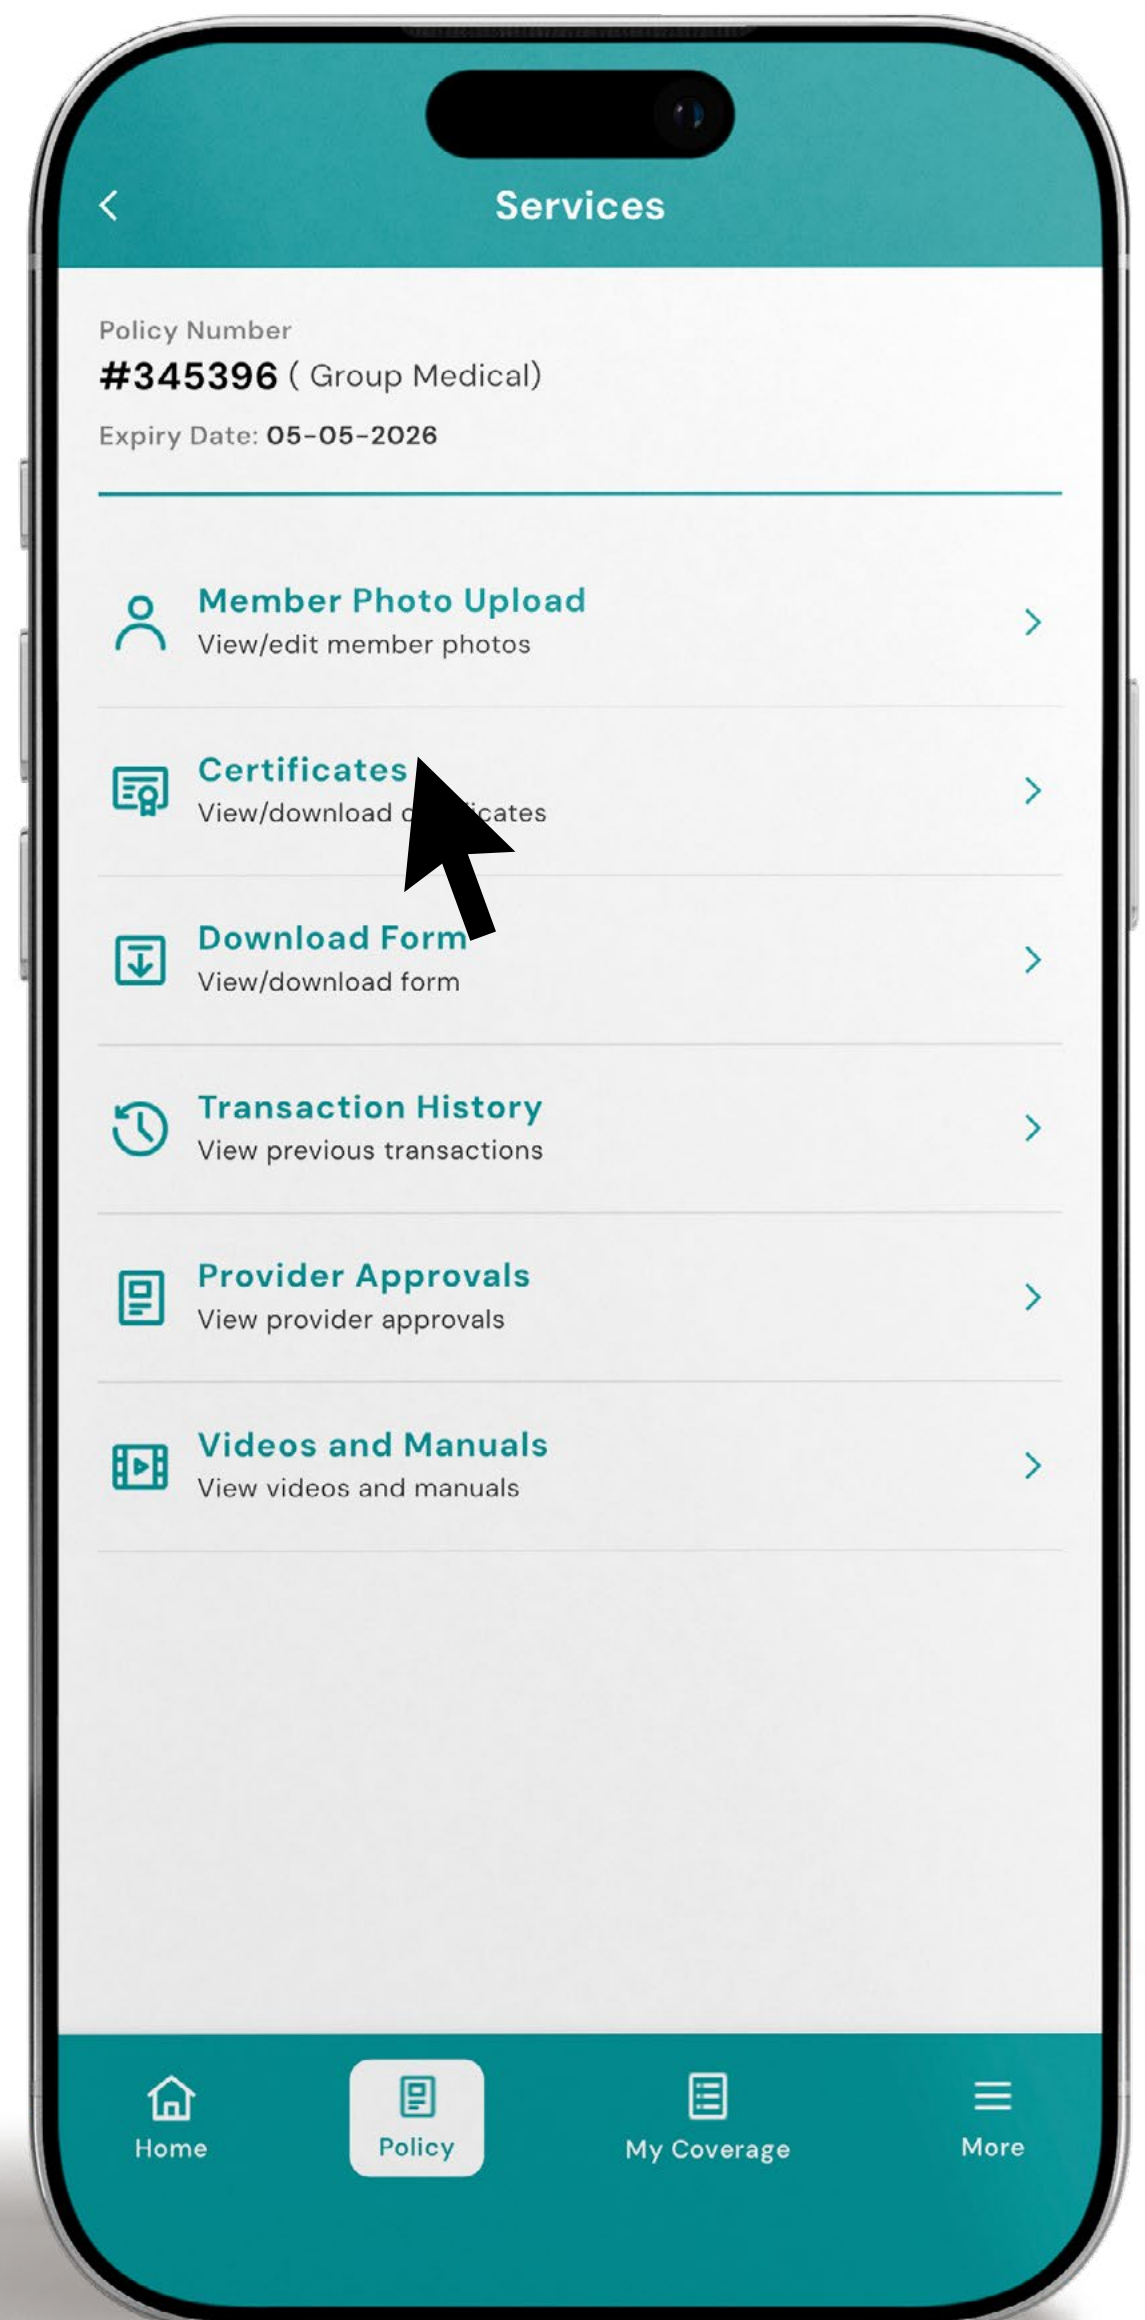 Services
Policy Number
#345396 ( Group Medical)
Expiry Date: 05-05-2026
Member Photo Upload
View/edit member photos
Certificates
View/download
Download Form
View/download form
Transaction History
View previous transactions
Provider Approvals
View provider approvals
Videos and Manuals
View videos and manuals
Home
Policy
My Coverage
More